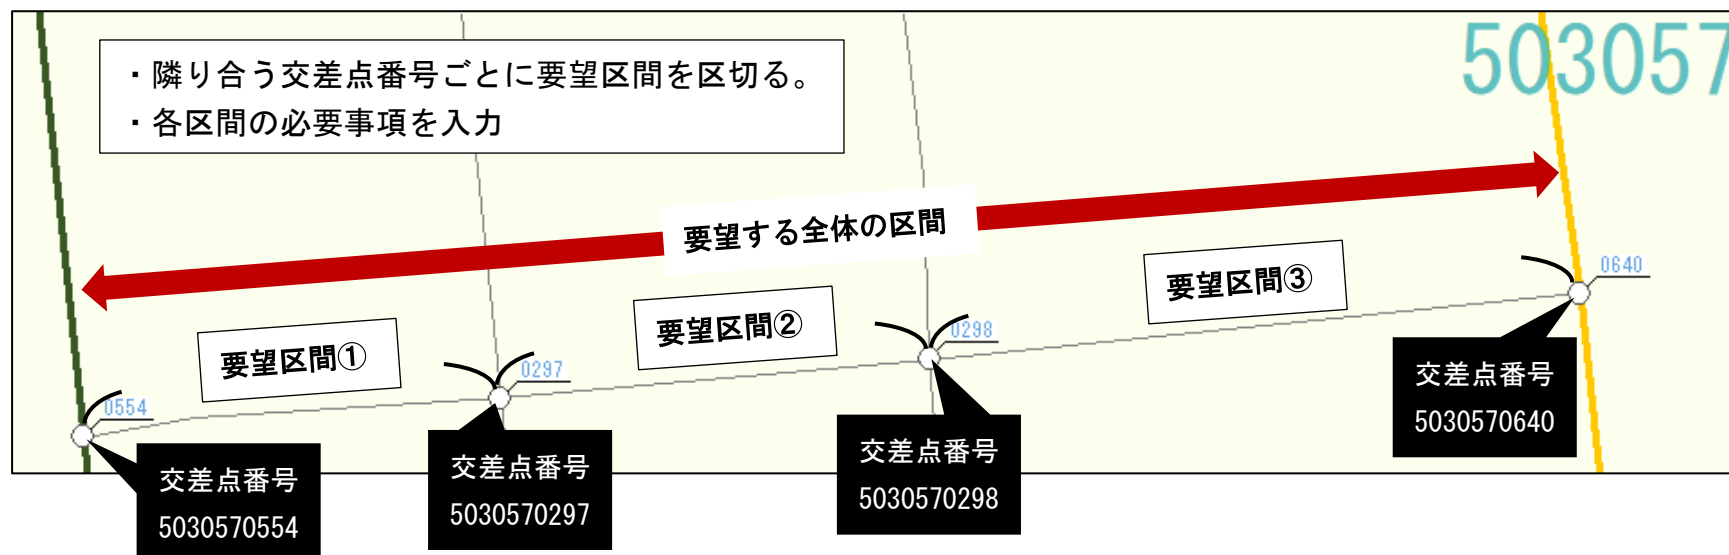 ・隣り合う交差点番号ごとに要望区間を区切る。
・各区間の必要事項を入力
503057
要望する全体の区間
要望区間①
要望区間②
要望区間③
0554
0297
0298
0640
交差点番号
5030570554
交差点番号
5030570297
交差点番号
5030570298
交差点番号
5030570640